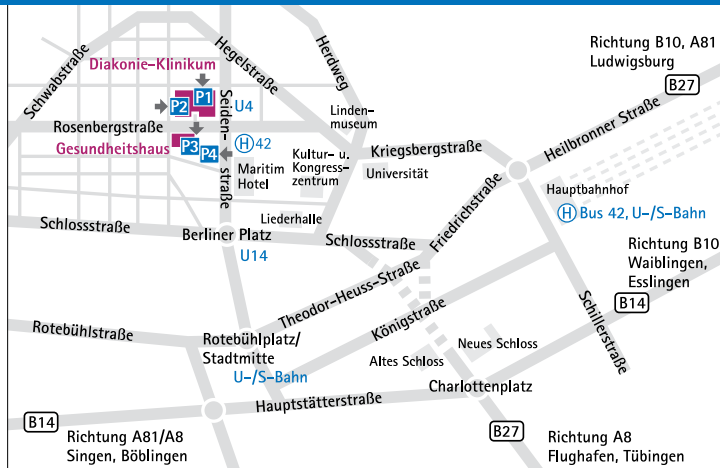 Schwabstraße
Diakonie-Klinikum
Hegelstraße
Herdweg
Richtung B10, A81
Ludwigsburg
B27
P1
P2
U4
Seiden-
straße
Linden-
museum
Heilbronner Straße
Rosenbergstraße
Gesundheitshaus
P3
P4
H 42
Maritim
Hotel
Kultur- u.
Kongress-
zentrum
Kriegsbergstraße
Universität
Friedrichstraße
Hauptbahnhof
H Bus 42, U-/S-Bahn
Schlossstraße
Berliner Platz
U14
Liederhalle
Schlossstraße
Richtung B10
Waiblingen,
Esslingen
B14
Theodor-Heuss-Straße
Königstraße
Schillerstraße
Rotebühlstraße
Rotebühlplatz/
Stadtmitte
U-/S-Bahn
Altes Schloss
Neues Schloss
Charlottenplatz
Hauptstätterstraße
B14
Richtung A81/A8
Singen, Böblingen
B27
Richtung A8
Flughafen, Tübingen